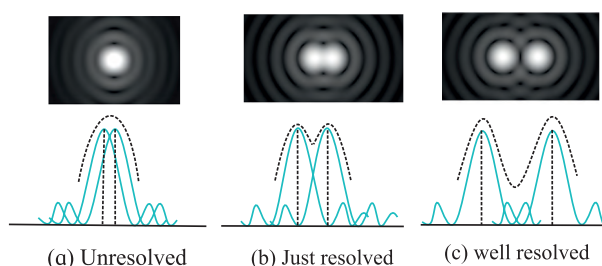 (a) Unresolved
(b) Just resolved
(c) well resolved